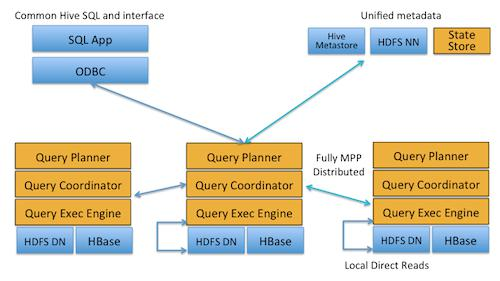 Common Hive SQL and interface
Unified metadata
SQL App
ODBC
Hive
Metastore
HDFS NN
State
Store
Query Planner
Query Coordinator
Query Exec Engine
HDFS DN
HBase
Query Planner
Query Coordinator
Query Exec Engine
HDFS DN
HBase
Fully MPP
Distributed
Query Planner
Query Coordinator
Query Exec Engine
HDFS DN
HBase
Local Direct Reads